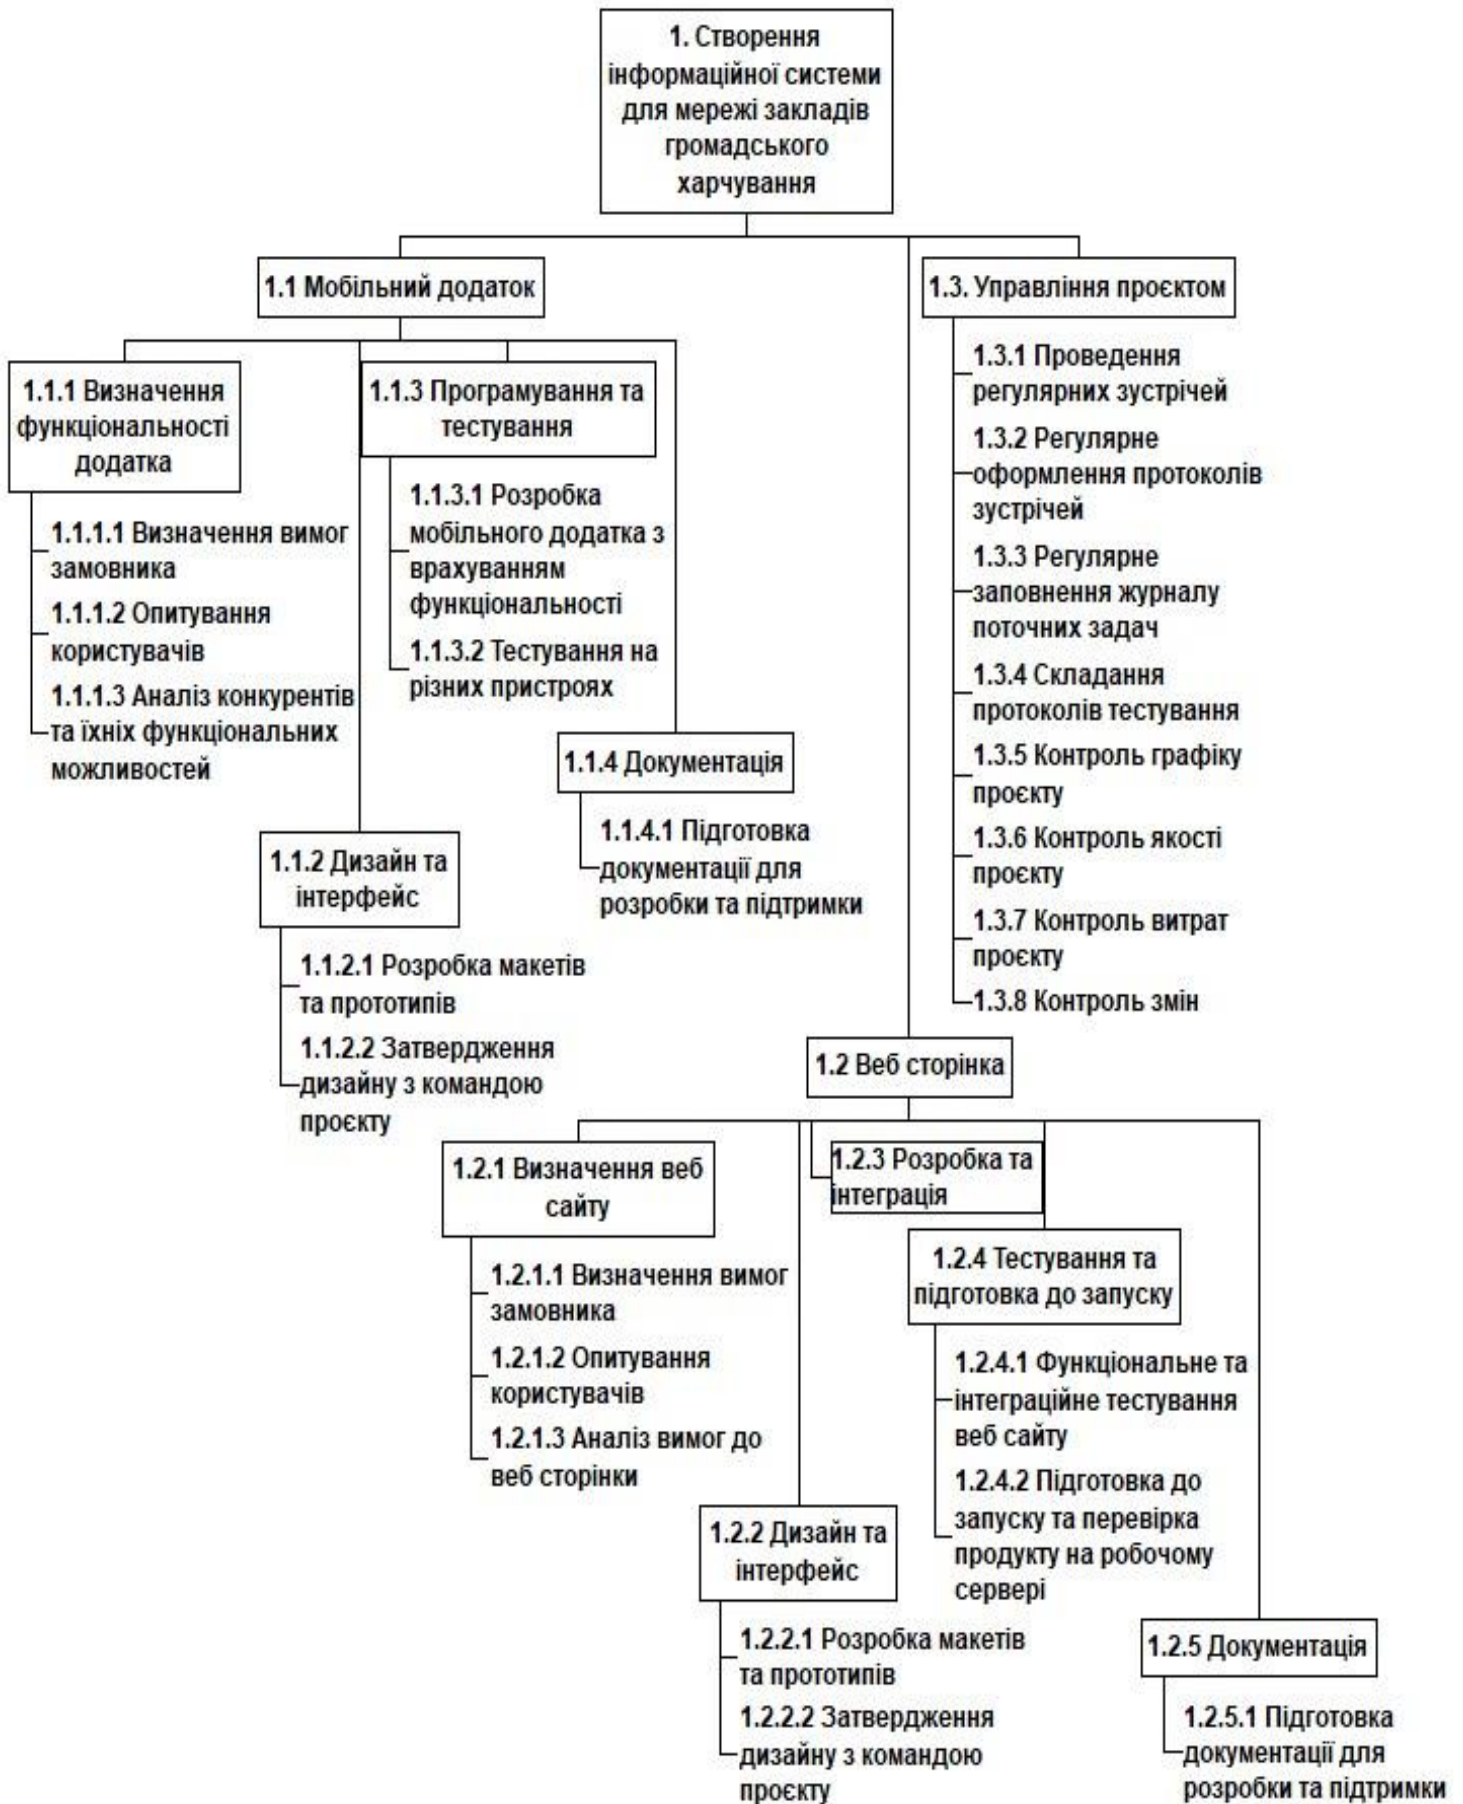 1. Створення
інформаційної системи
для мережі закладів
громадського
харчування
1.1 Мобільний додаток
1.1.1 Визначення
функціональності
додатка
1.1.1.1 Визначення вимог
замовника
1.1.1.2 Опитування
користувачів
1.1.1.3 Аналіз конкурентів
та їхніх функціональних
можливостей
1.1.2 Дизайн та
інтерфейс
1.1.2.1 Розробка макетів
та прототипів
1.1.2.2 Затвердження
дизайну з командою
проєкту
1.1.3 Програмування та
тестування
1.1.3.1 Розробка
мобільного додатка з
врахуванням
функціональності
1.1.3.2 Тестування на
різних пристроях
1.1.4 Документація
1.1.4.1 Підготовка
документації для
розробки та підтримки
1.2 Веб сторінка
1.2.1 Визначення веб
сайту
1.2.1.1 Визначення вимог
замовника
1.2.1.2 Опитування
користувачів
1.2.1.3 Аналіз вимог до
веб сторінки
1.2.2 Дизайн та
інтерфейс
1.2.2.1 Розробка макетів
та прототипів
1.2.2.2 Затвердження
дизайну з командою
проєкту
1.2.3 Розробка та
інтеграція
1.2.4 Тестування та
підготовка до запуску
1.2.4.1 Функціональне та
інтеграційне тестування
веб сайту
1.2.4.2 Підготовка до
запуску та перевірка
продукту на робочому
сервері
1.2.5 Документація
1.2.5.1 Підготовка
документації для
розробки та підтримки
1.3. Управління проєктом
1.3.1 Проведення
регулярних зустрічей
1.3.2 Регулярне
оформлення протоколів
зустрічей
1.3.3 Регулярне
заповнення журналу
поточних задач
1.3.4 Складання
протоколів тестування
1.3.5 Контроль графіку
проєкту
1.3.6 Контроль якості
проєкту
1.3.7 Контроль витрат
проєкту
1.3.8 Контроль змін